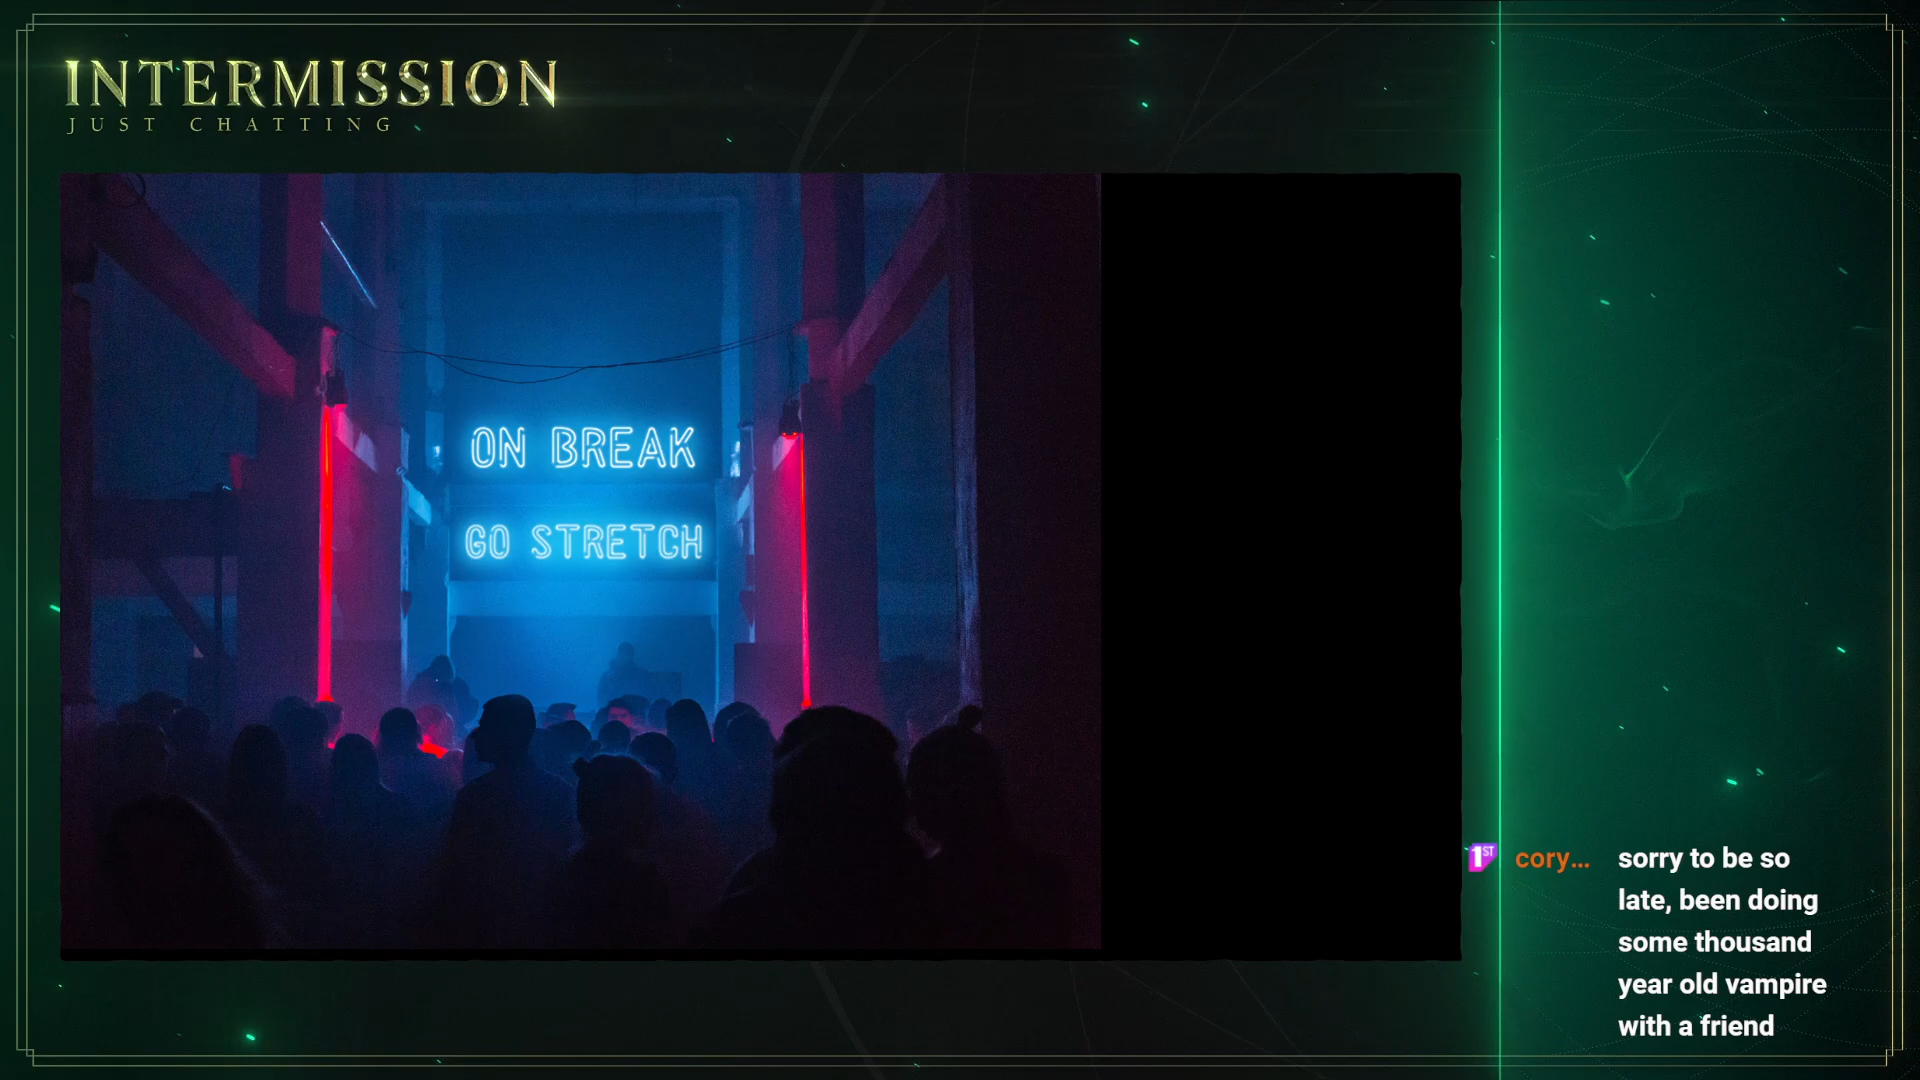 INTERMISSION
JUST CHATTING
ON BREAK
GO STRETCH
1ST cory... sorry to be so
late, been doing
some thousand
year old vampire
with a friend